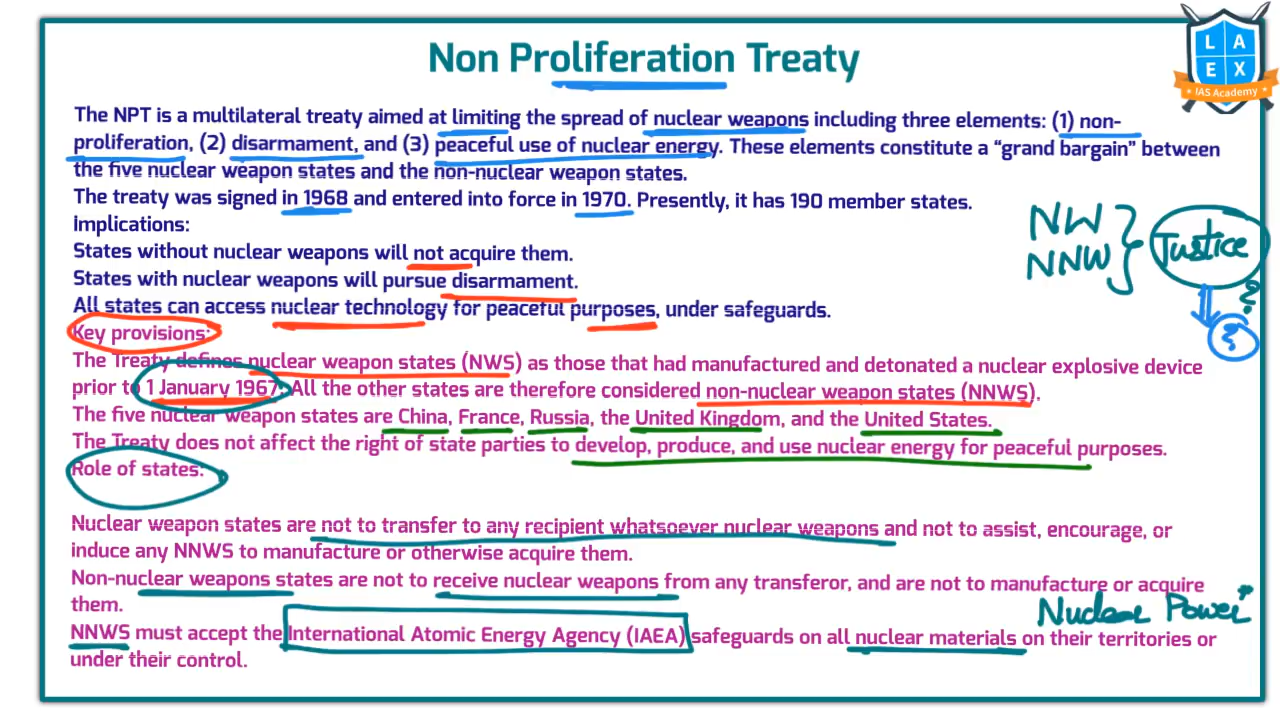 Non Proliferation Treaty
L A
E X
IAS Academy
The NPT is a multilateral treaty aimed at limiting the spread of nuclear weapons including three elements: (1) non-
proliferation, (2) disarmament, and (3) peaceful use of nuclear energy. These elements constitute a “grand bargain” between
the five nuclear weapon states and the non-nuclear weapon states.
The treaty was signed in 1968 and entered into force in 1970. Presently, it has 190 member states.
Implications:
States without nuclear weapons will not acquire them.
States with nuclear weapons will pursue disarmament.
All states can access nuclear technology for peaceful purposes, under safeguards.
NW
NNW
Justice
?
?
Key provisions:
The Treaty defines nuclear weapon states (NWS) as those that had manufactured and detonated a nuclear explosive device
prior to 1 January 1967. All the other states are therefore considered non-nuclear weapon states (NNWS).
The five nuclear weapon states are China, France, Russia, the United Kingdom, and the United States.
The Treaty does not affect the right of state parties to develop, produce, and use nuclear energy for peaceful purposes.
Role of states:
Nuclear weapon states are not to transfer to any recipient whatsoever nuclear weapons and not to assist, encourage, or
induce any NNWS to manufacture or otherwise acquire them.
Non-nuclear weapons states are not to receive nuclear weapons from any transferor, and are not to manufacture or acquire
them.
Nuclear Power
NNWS must accept the International Atomic Energy Agency (IAEA) safeguards on all nuclear materials on their territories or
under their control.